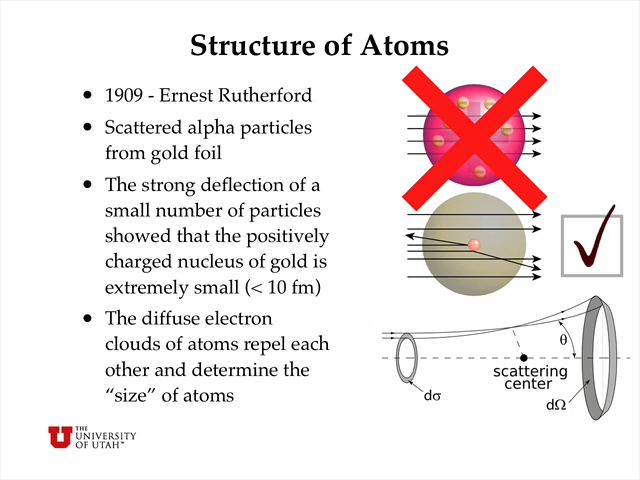 Structure of Atoms
• 1909 - Ernest Rutherford
• Scattered alpha particles
from gold foil
• The strong deflection of a
small number of particles
showed that the positively
charged nucleus of gold is
extremely small (< 10 fm)
• The diffuse electron
clouds of atoms repel each
other and determine the
“size” of atoms
θ
scattering
center
dσ
dΩ
U THE
UNIVERSITY
OF UTAH™